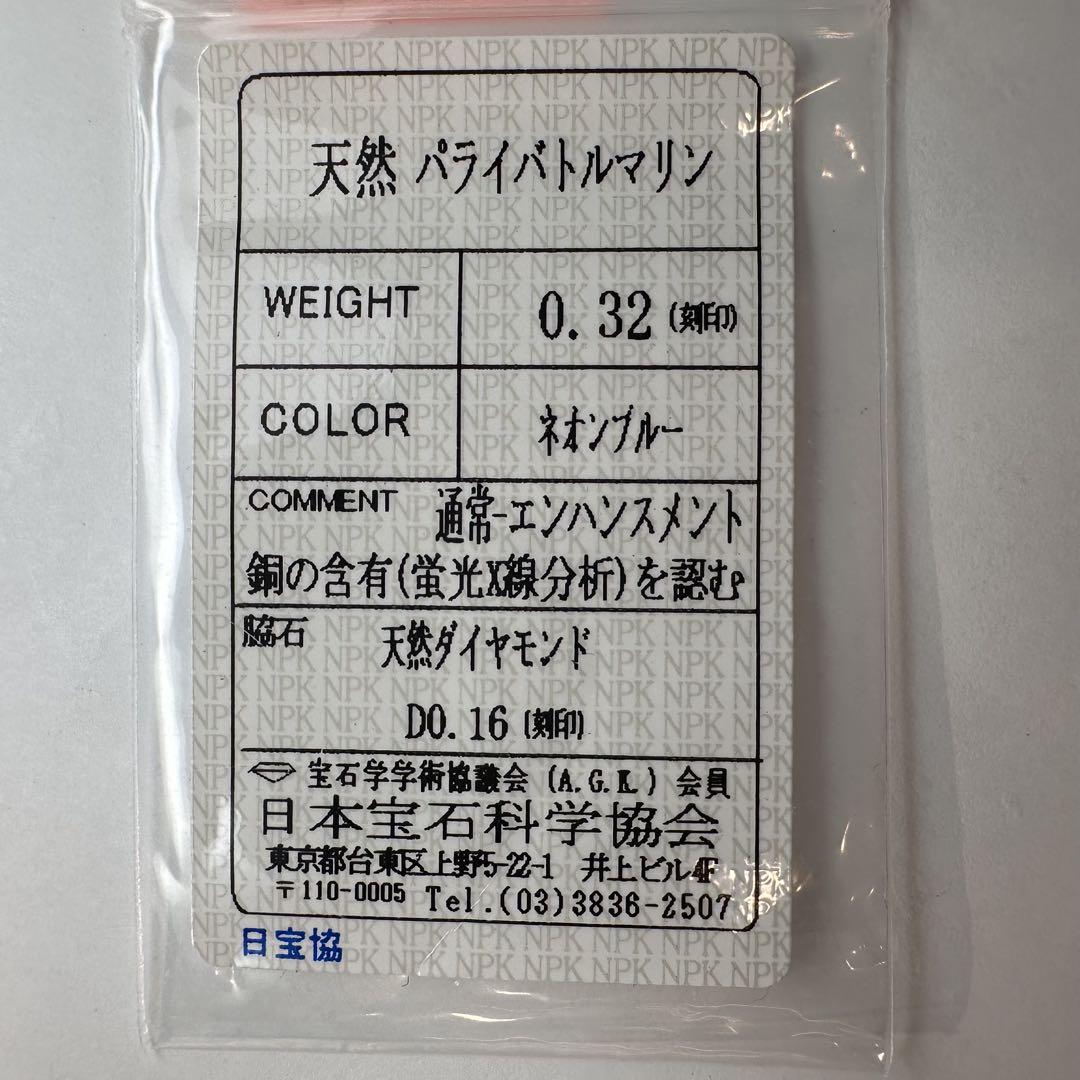 天然 パライバトルマリン
WEIGHT 0.32 (刻印)
COLOR ネオンブルー
COMMENT 通常-エンハンスメント
銅の含有(蛍光X線分析)を認む。
脇石 天然ダイヤモンド
D0.16 (刻印)
宝石学学術協議会 (A.G.K.) 会員
日本宝石科学協会
東京都台東区上野5-22-1 井上ビル4F
〒110-0005 Tel.(03)3836-2507
日宝協